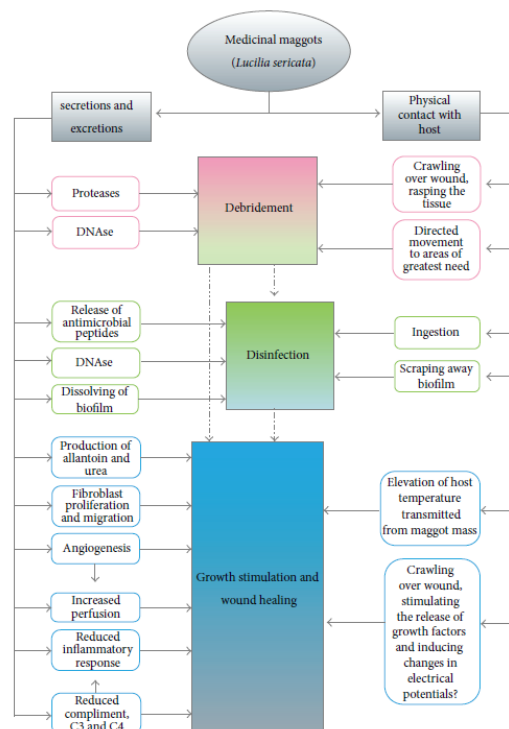 Medicinal maggots
(Lucilia sericata)
secretions and
excretions
Physical
contact with
host
Proteases
DNAse
Debridement
Crawling
over wound,
rasping the
tissue
Directed
movement
to areas of
greatest need
Release of
antimicrobial
peptides
DNAse
Dissolving of
biofilm
Disinfection
Ingestion
Scraping away
biofilm
Production of
allantoin and
urea
Fibroblast
proliferation
and migration
Angiogenesis
Increased
perfusion
Reduced
inflammatory
response
Reduced
compliment,
C3 and C4
Growth stimulation and
wound healing
Elevation of host
temperature
transmitted
from maggot mass
Crawling
over wound,
stimulating
the release of
growth factors
and inducing
changes in
electrical
potentials?